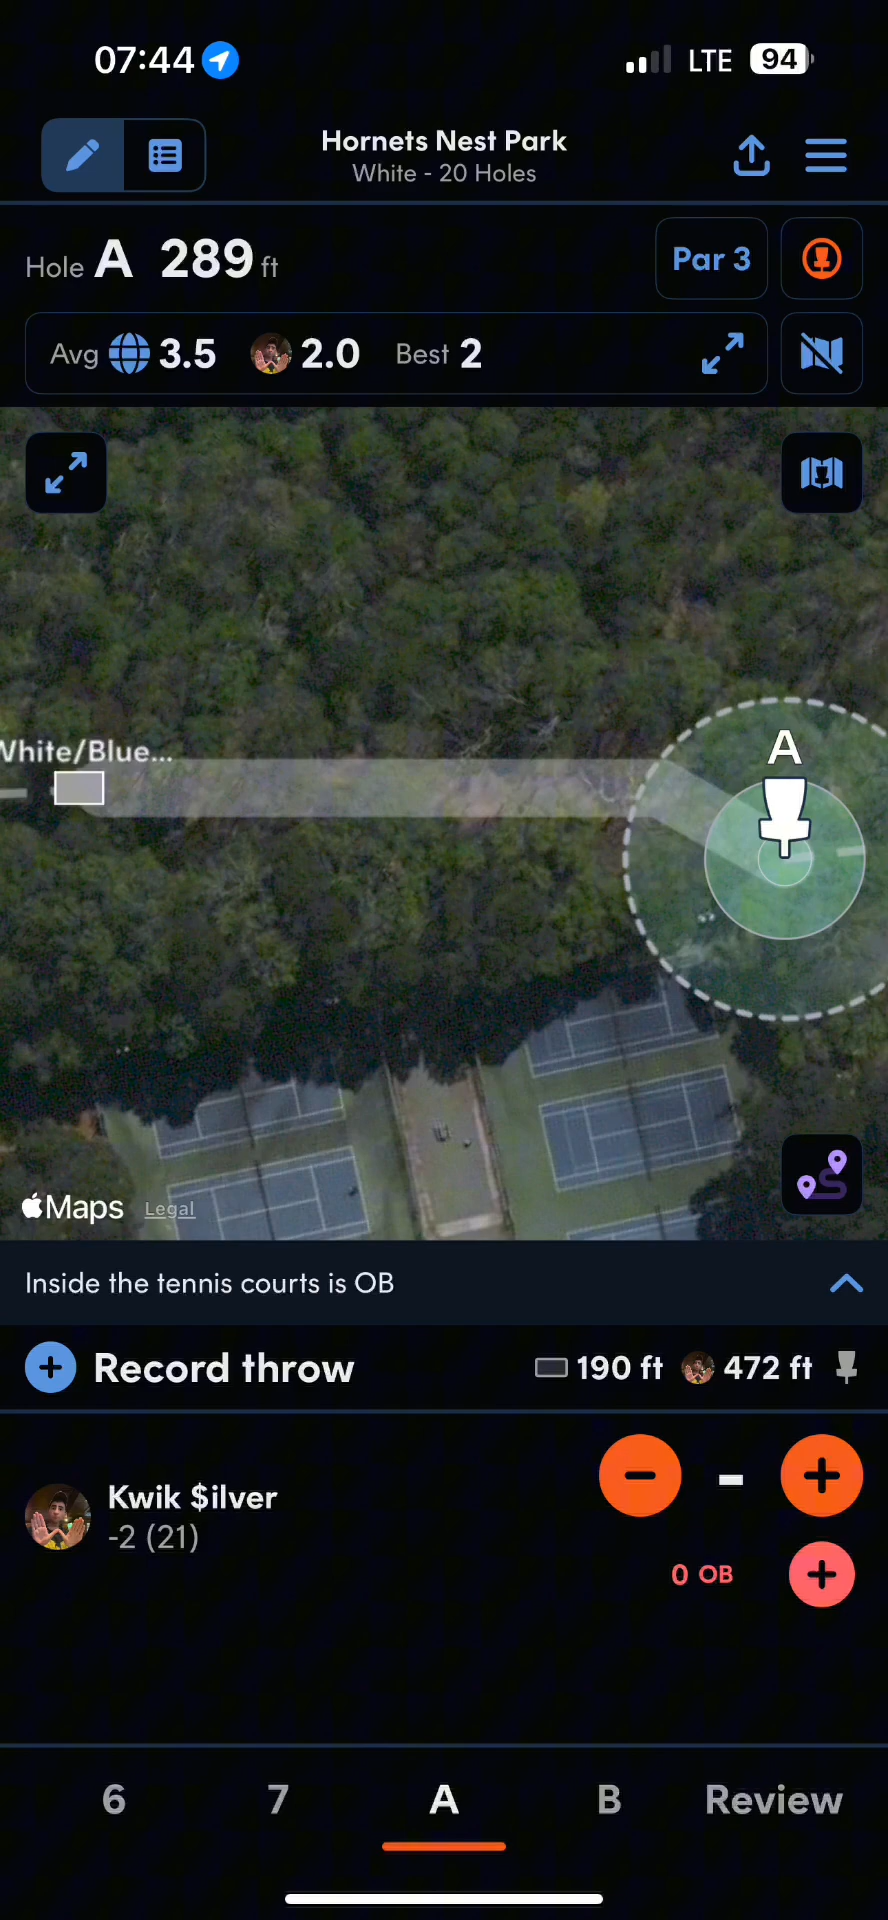 07:44 LTE 94
Hornets Nest Park
White - 20 Holes
Hole A 289 ft Par 3
Avg 3.5 2.0 Best 2
A
White/Blue...
Maps Legal
Inside the tennis courts is OB
Record throw 190 ft 472 ft
Kwik $ilver
-2 (21)
0 OB
6 7 A B Review